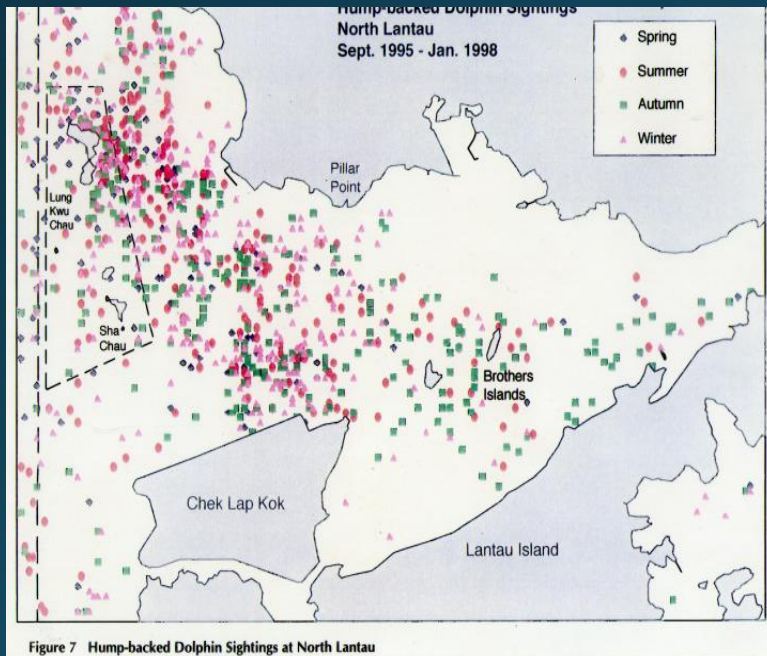 Hump-backed Dolphin Sightings
North Lantau
Sept. 1995 - Jan. 1998
Spring
Summer
Autumn
Winter
Pillar
Point
Lung
Kwu
Chau
Sha
Chau
Brothers
Islands
Chek Lap Kok
Lantau Island
Figure 7 Hump-backed Dolphin Sightings at North Lantau